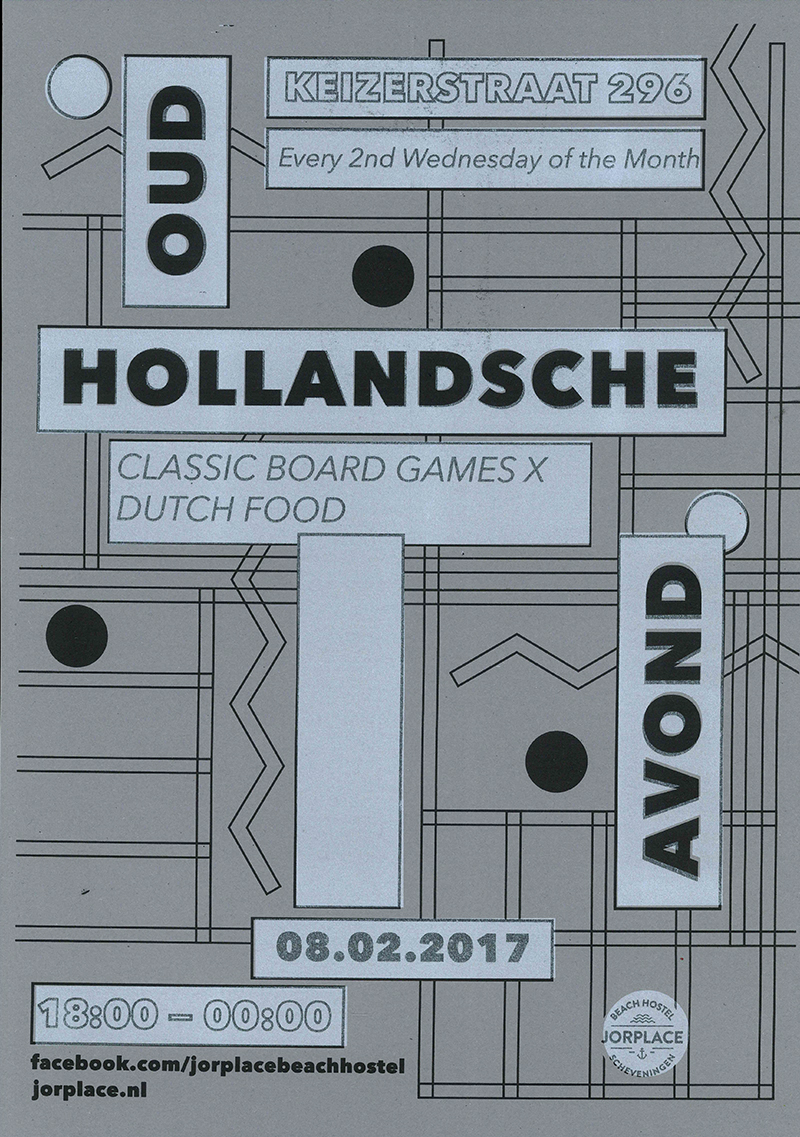 OUD
KEIZERSTRAAT 296
Every 2nd Wednesday of the Month
HOLLANDSCHE
CLASSIC BOARD GAMES X
DUTCH FOOD
AVOND
08.02.2017
18:00 – 00:00
facebook.com/jorplacebeachhostel
jorplace.nl
BEACH HOSTEL
JORPLACE
SCHEVENINGEN